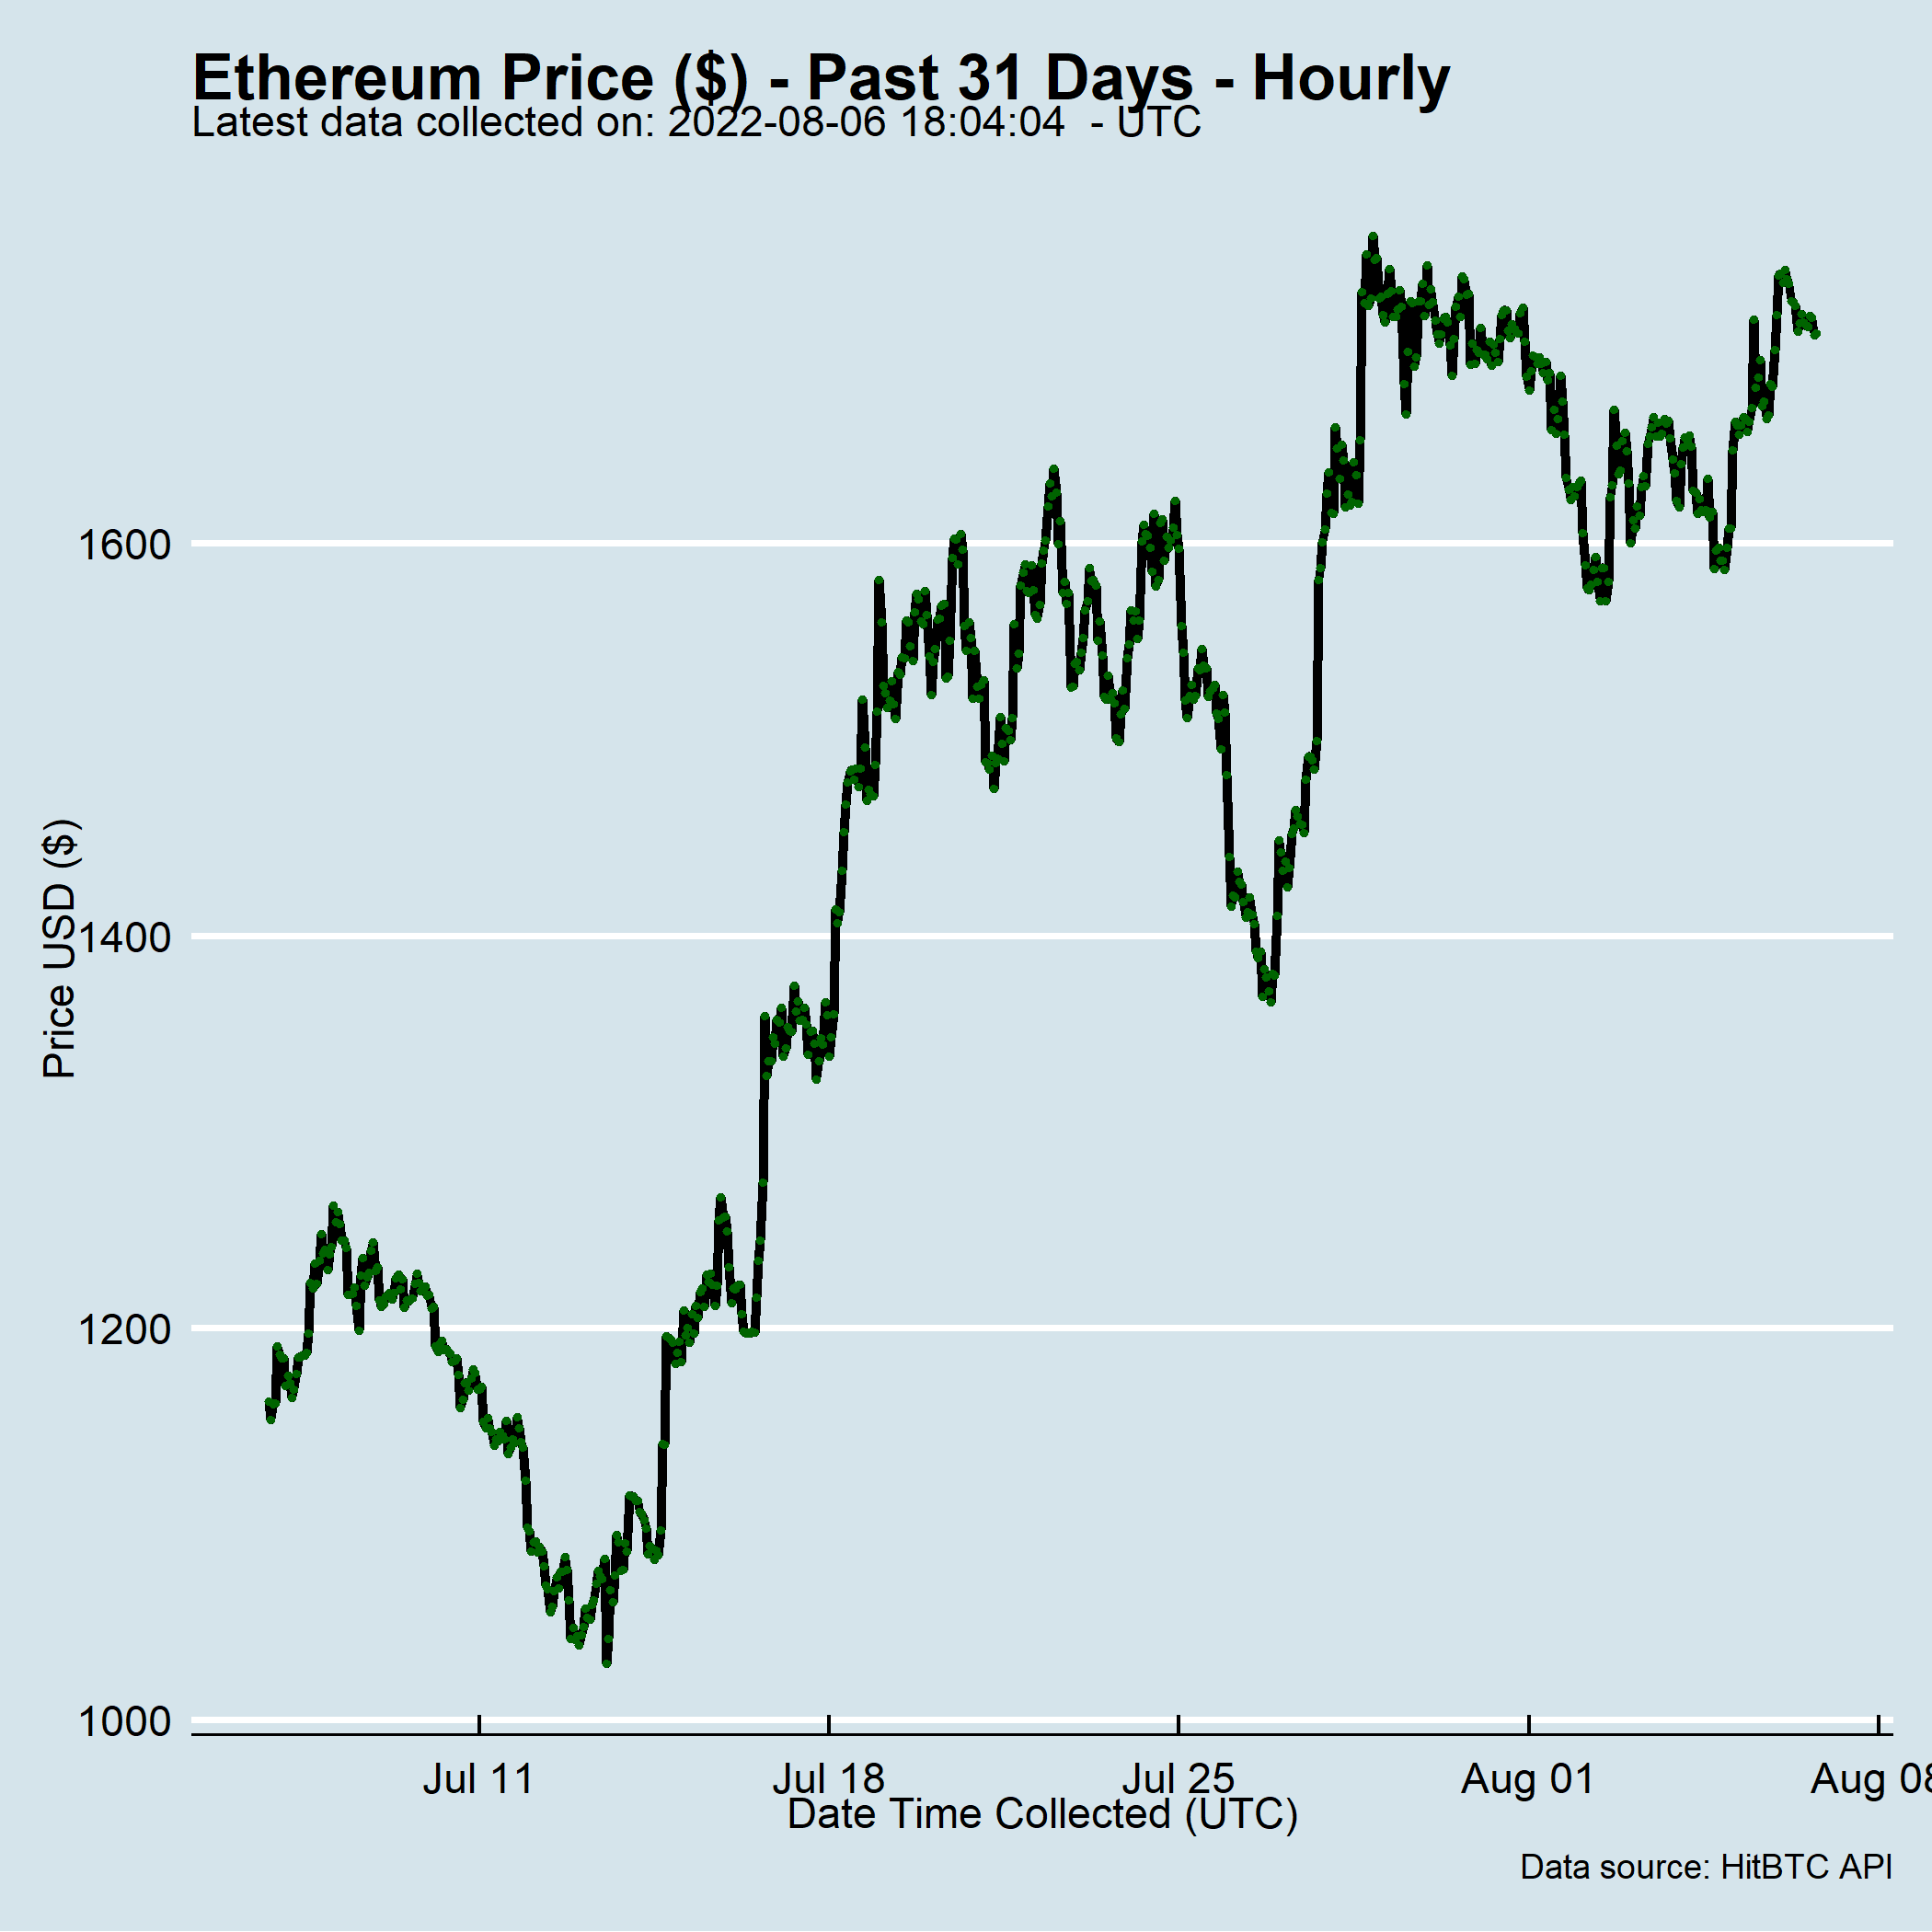 Ethereum Price ($) - Past 31 Days - Hourly
Latest data collected on: 2022-08-06 18:04:04  - UTC
Price USD ($)
1600
1400
1200
1000
Jul 11
Jul 18
Jul 25
Aug 01
Aug 08
Date Time Collected (UTC)
Data source: HitBTC API